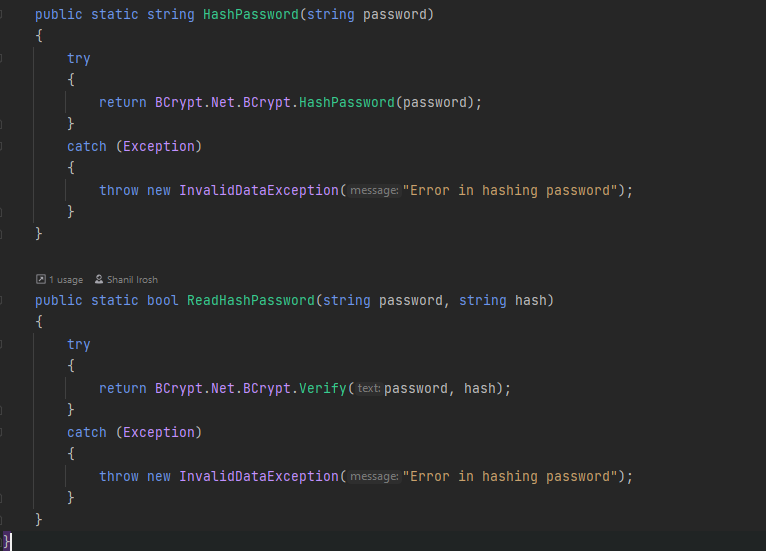 public static string HashPassword(string password)
{
try
{
return BCrypt.Net.BCrypt.HashPassword(password);
}
catch (Exception)
{
throw new InvalidDataException( message: "Error in hashing password");
}
}
1 usage Shanil Irosh
public static bool ReadHashPassword(string password, string hash)
{
try
{
return BCrypt.Net.BCrypt.Verify( text: password, hash);
}
catch (Exception)
{
throw new InvalidDataException( message: "Error in hashing password");
}
}
}